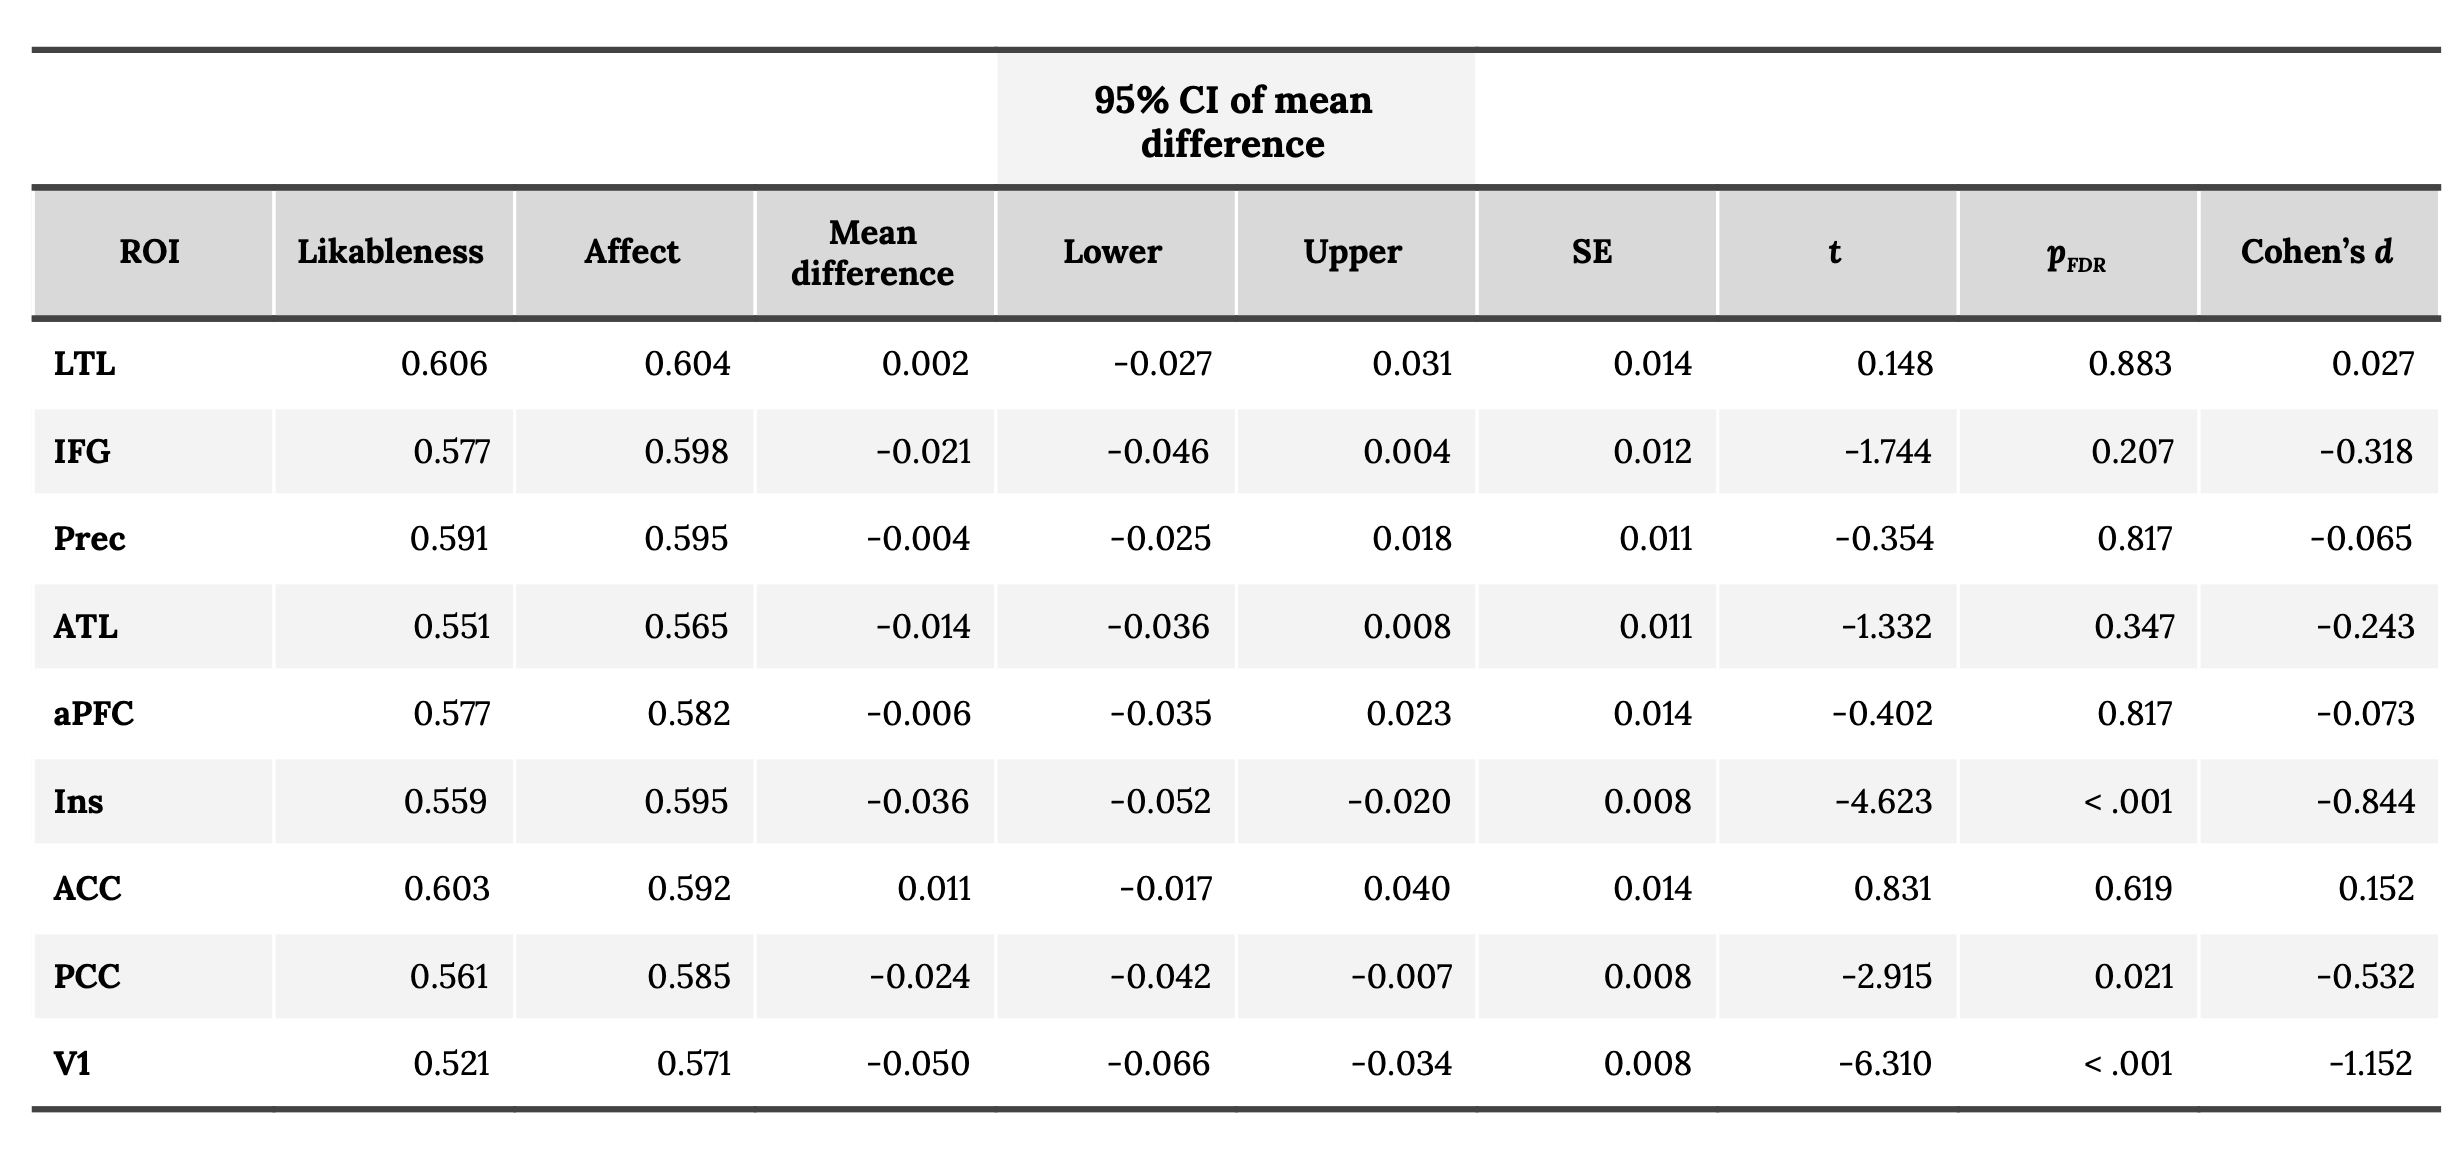 95% CI of mean
difference
ROI Likableness Affect Mean difference Lower Upper SE t pFDR Cohen’s d
LTL 0.606 0.604 0.002 -0.027 0.031 0.014 0.148 0.883 0.027
IFG 0.577 0.598 -0.021 -0.046 0.004 0.012 -1.744 0.207 -0.318
Prec 0.591 0.595 -0.004 -0.025 0.018 0.011 -0.354 0.817 -0.065
ATL 0.551 0.565 -0.014 -0.036 0.008 0.011 -1.332 0.347 -0.243
aPFC 0.577 0.582 -0.006 -0.035 0.023 0.014 -0.402 0.817 -0.073
Ins 0.559 0.595 -0.036 -0.052 -0.020 0.008 -4.623 < .001 -0.844
ACC 0.603 0.592 0.011 -0.017 0.040 0.014 0.831 0.619 0.152
PCC 0.561 0.585 -0.024 -0.042 -0.007 0.008 -2.915 0.021 -0.532
V1 0.521 0.571 -0.050 -0.066 -0.034 0.008 -6.310 < .001 -1.152